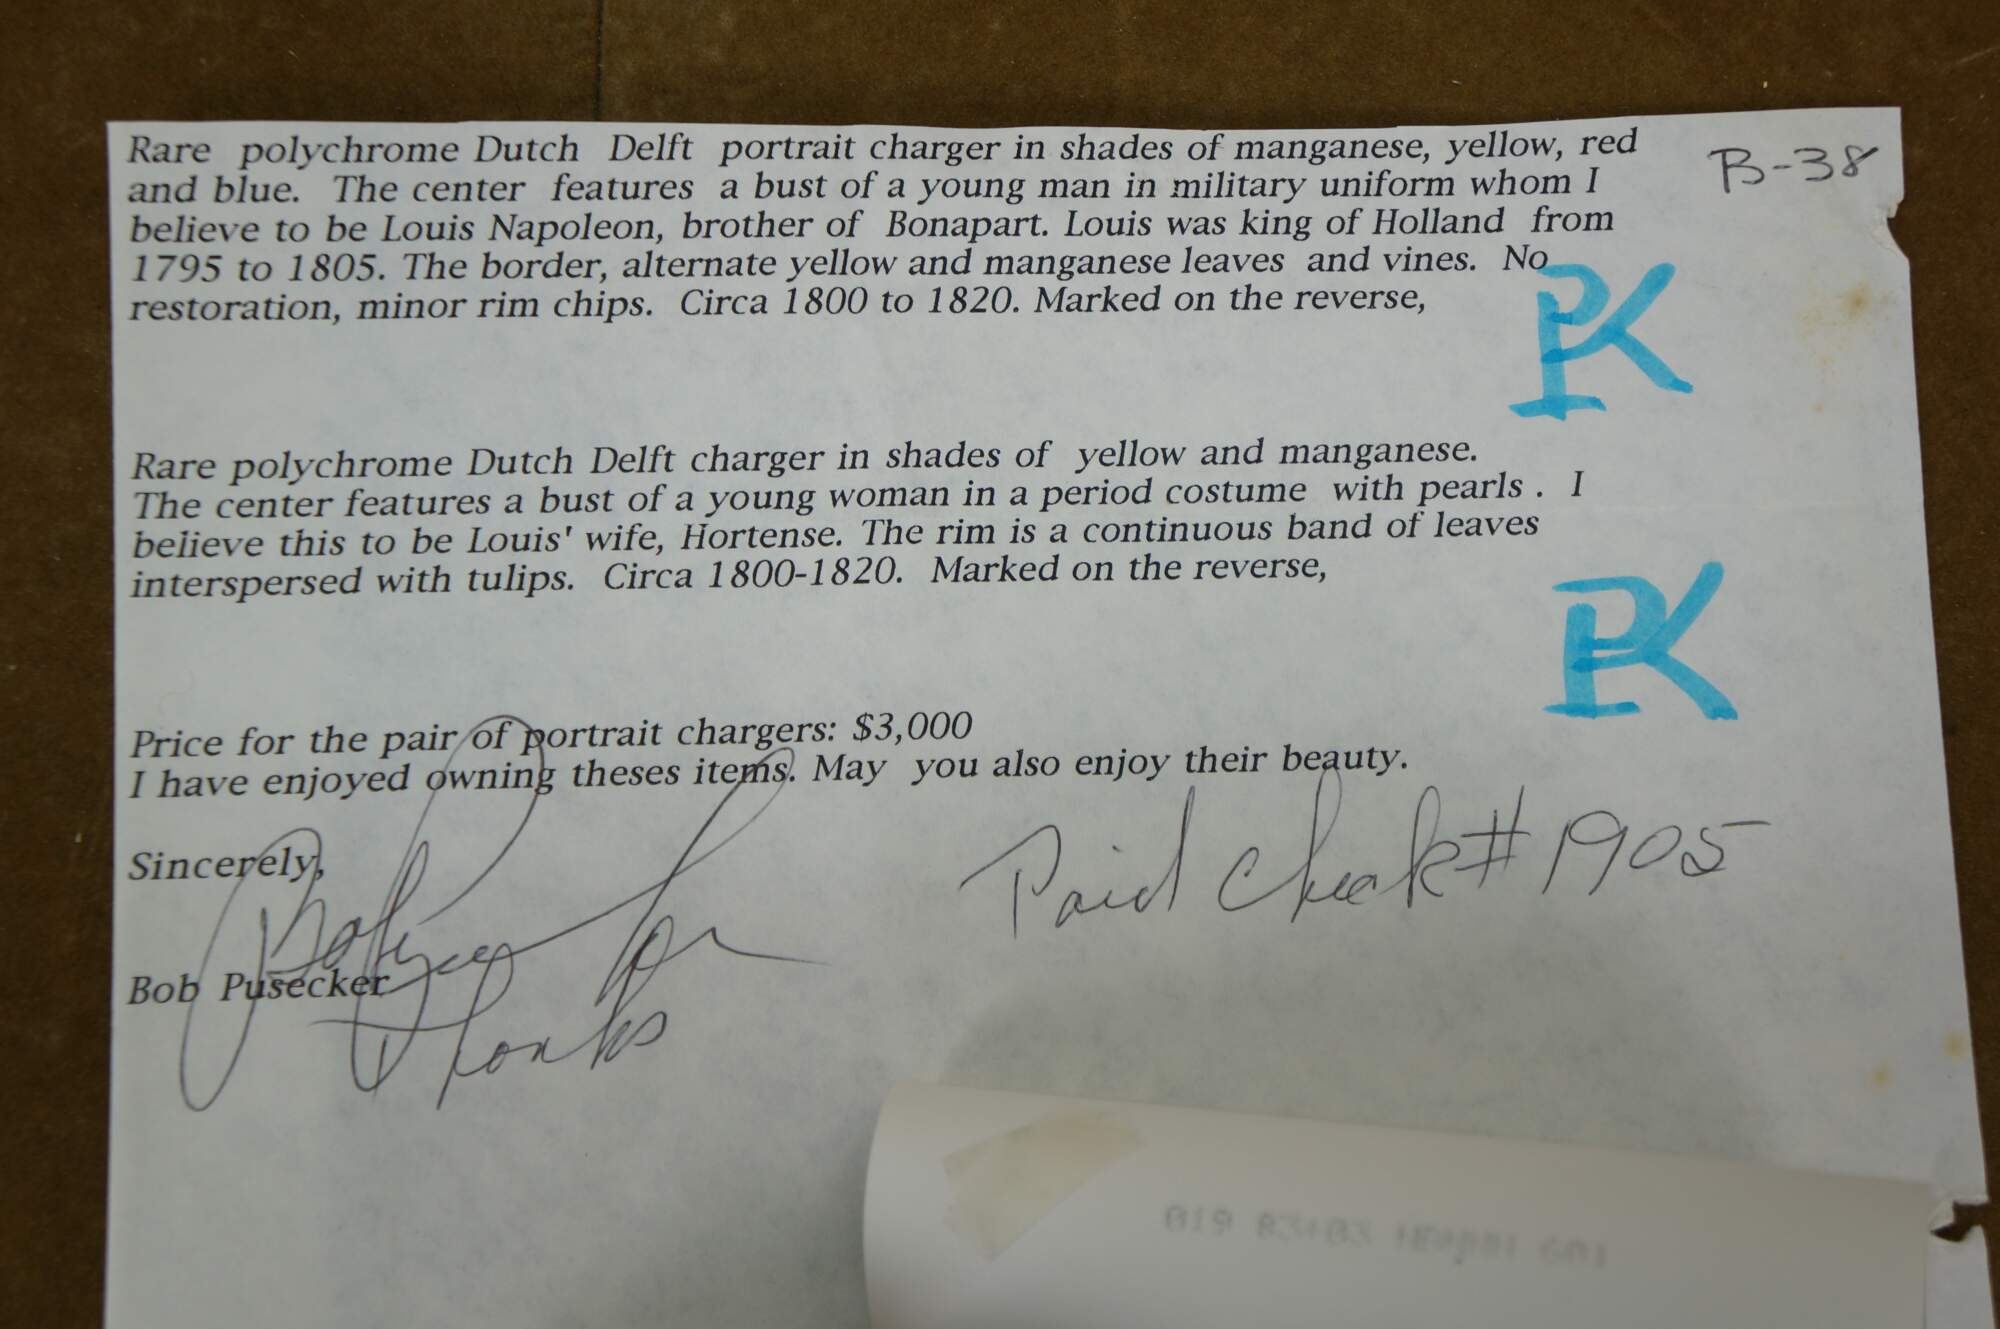 Rare polychrome Dutch Delft portrait charger in shades of manganese, yellow, red
B-38
and blue. The center features a bust of a young man in military uniform whom I
believe to be Louis Napoleon, brother of Bonapart. Louis was king of Holland from
1795 to 1805. The border, alternate yellow and manganese leaves and vines. No
restoration, minor rim chips. Circa 1800 to 1820. Marked on the reverse,
PK
Rare polychrome Dutch Delft charger in shades of yellow and manganese.
The center features a bust of a young woman in a period costume with pearls . I
believe this to be Louis' wife, Hortense. The rim is a continuous band of leaves
interspersed with tulips. Circa 1800-1820. Marked on the reverse,
PK
Price for the pair of portrait chargers: $3,000
I have enjoyed owning theses items. May you also enjoy their beauty.
Sincerely,
Paid Check # 1905
Bob Pusecker
Thanks